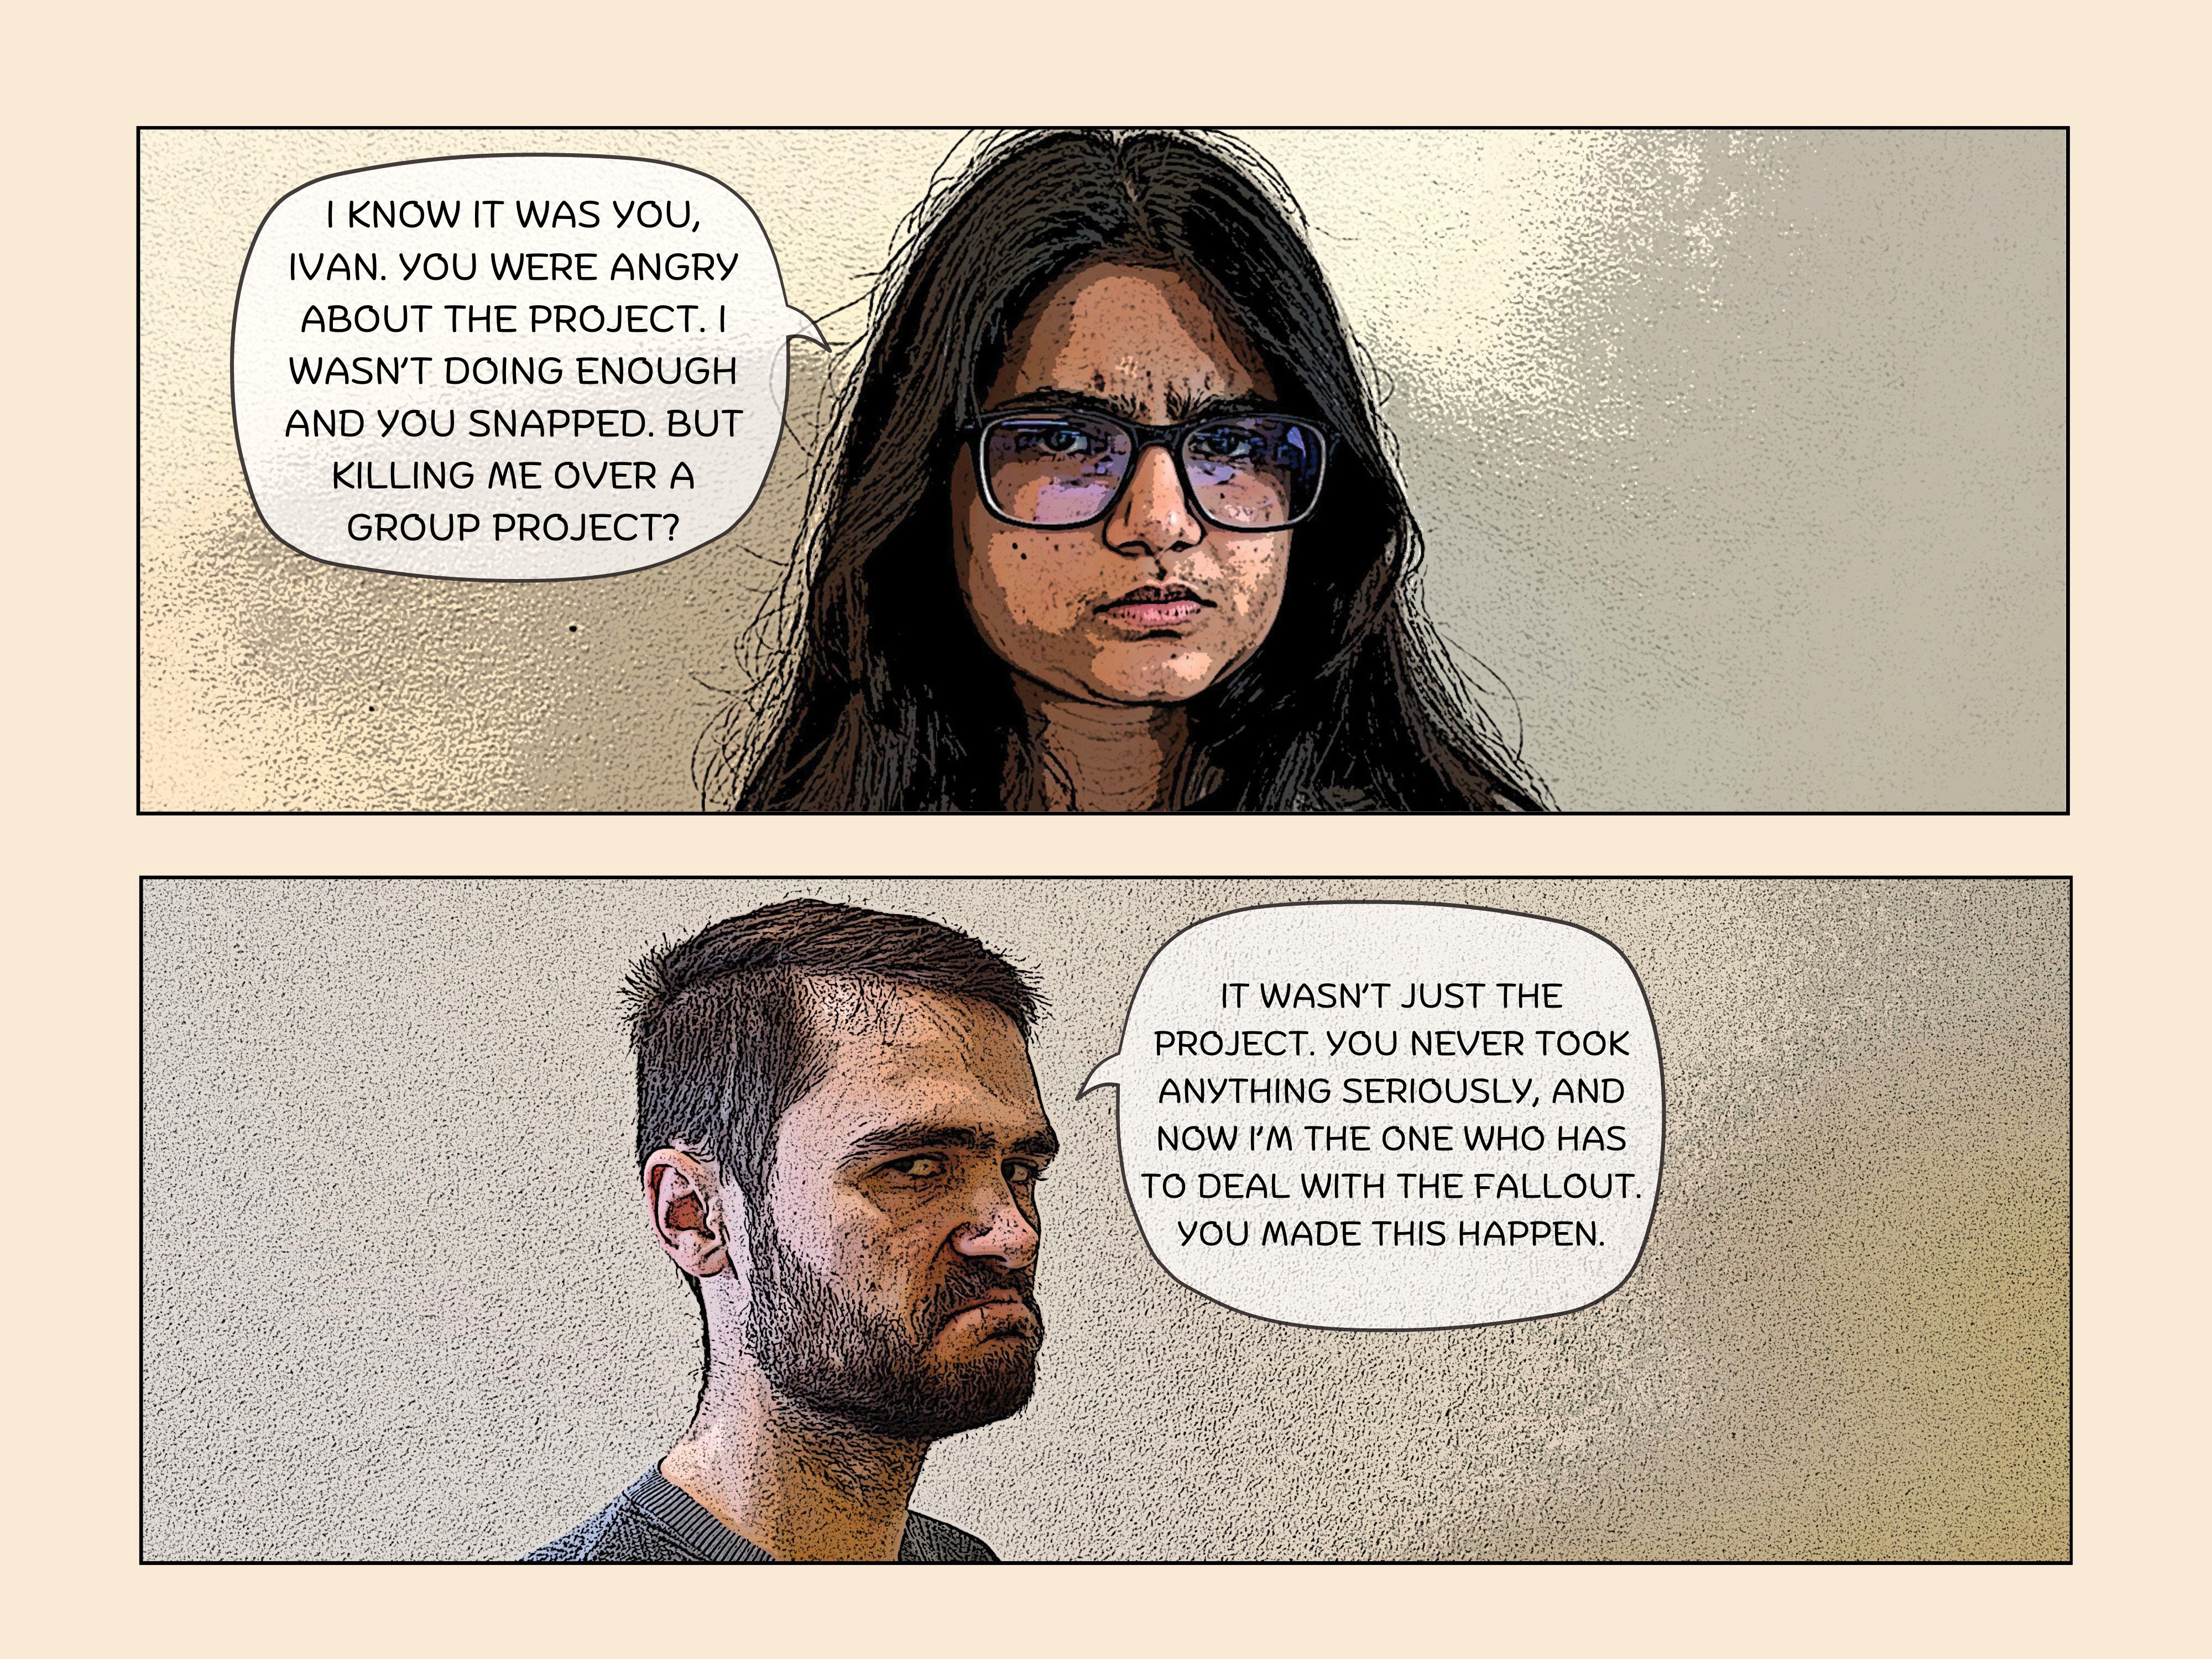 I KNOW IT WAS YOU,
IVAN. YOU WERE ANGRY
ABOUT THE PROJECT. I
WASN'T DOING ENOUGH
AND YOU SNAPPED. BUT
KILLING ME OVER A
GROUP PROJECT?
IT WASN'T JUST THE
PROJECT. YOU NEVER TOOK
ANYTHING SERIOUSLY, AND
NOW I'M THE ONE WHO HAS
TO DEAL WITH THE FALLOUT.
YOU MADE THIS HAPPEN.